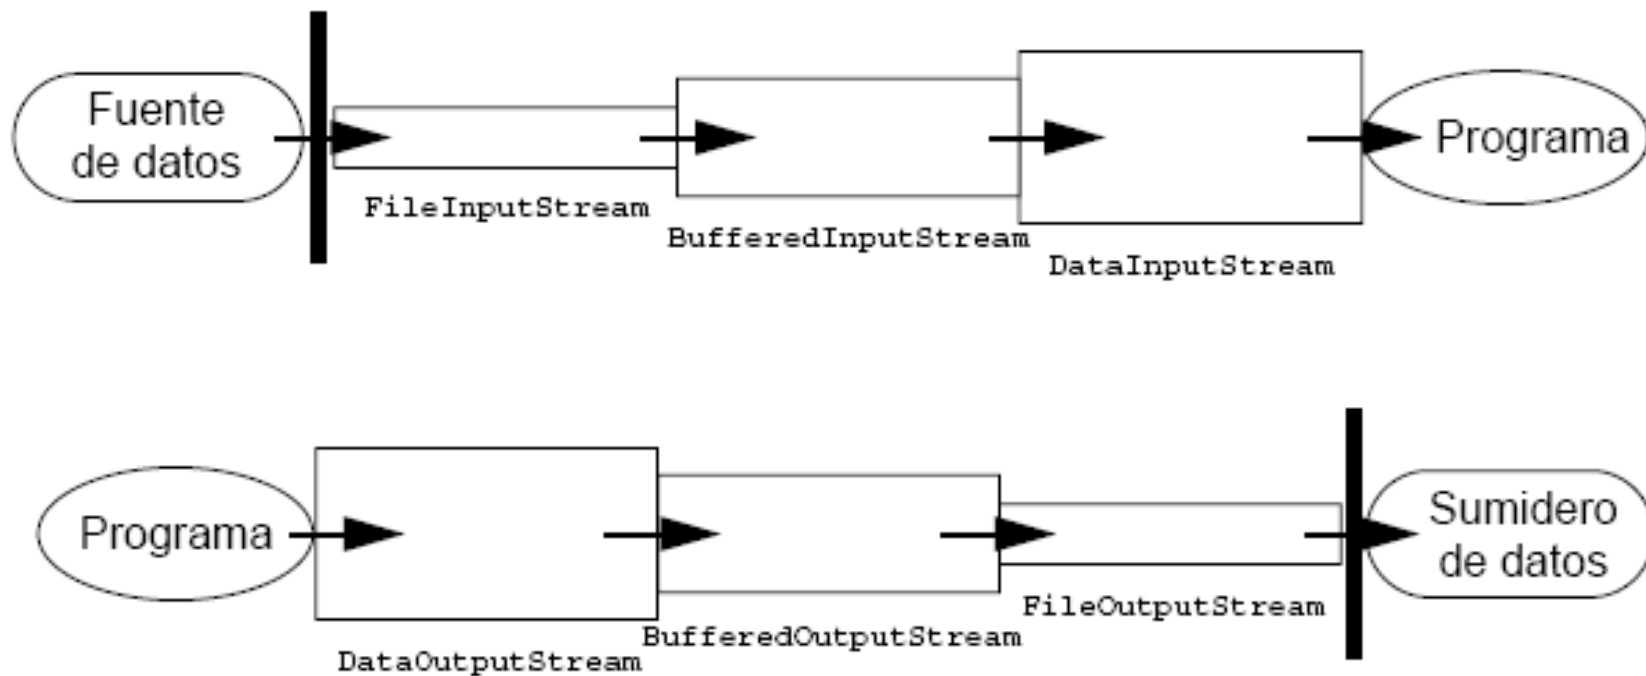 Fuente
de datos
FileInputStream
BufferedInputStream
DataInputStream
Programa
Programa
DataOutputStream
BufferedOutputStream
FileOutputStream
Sumidero
de datos